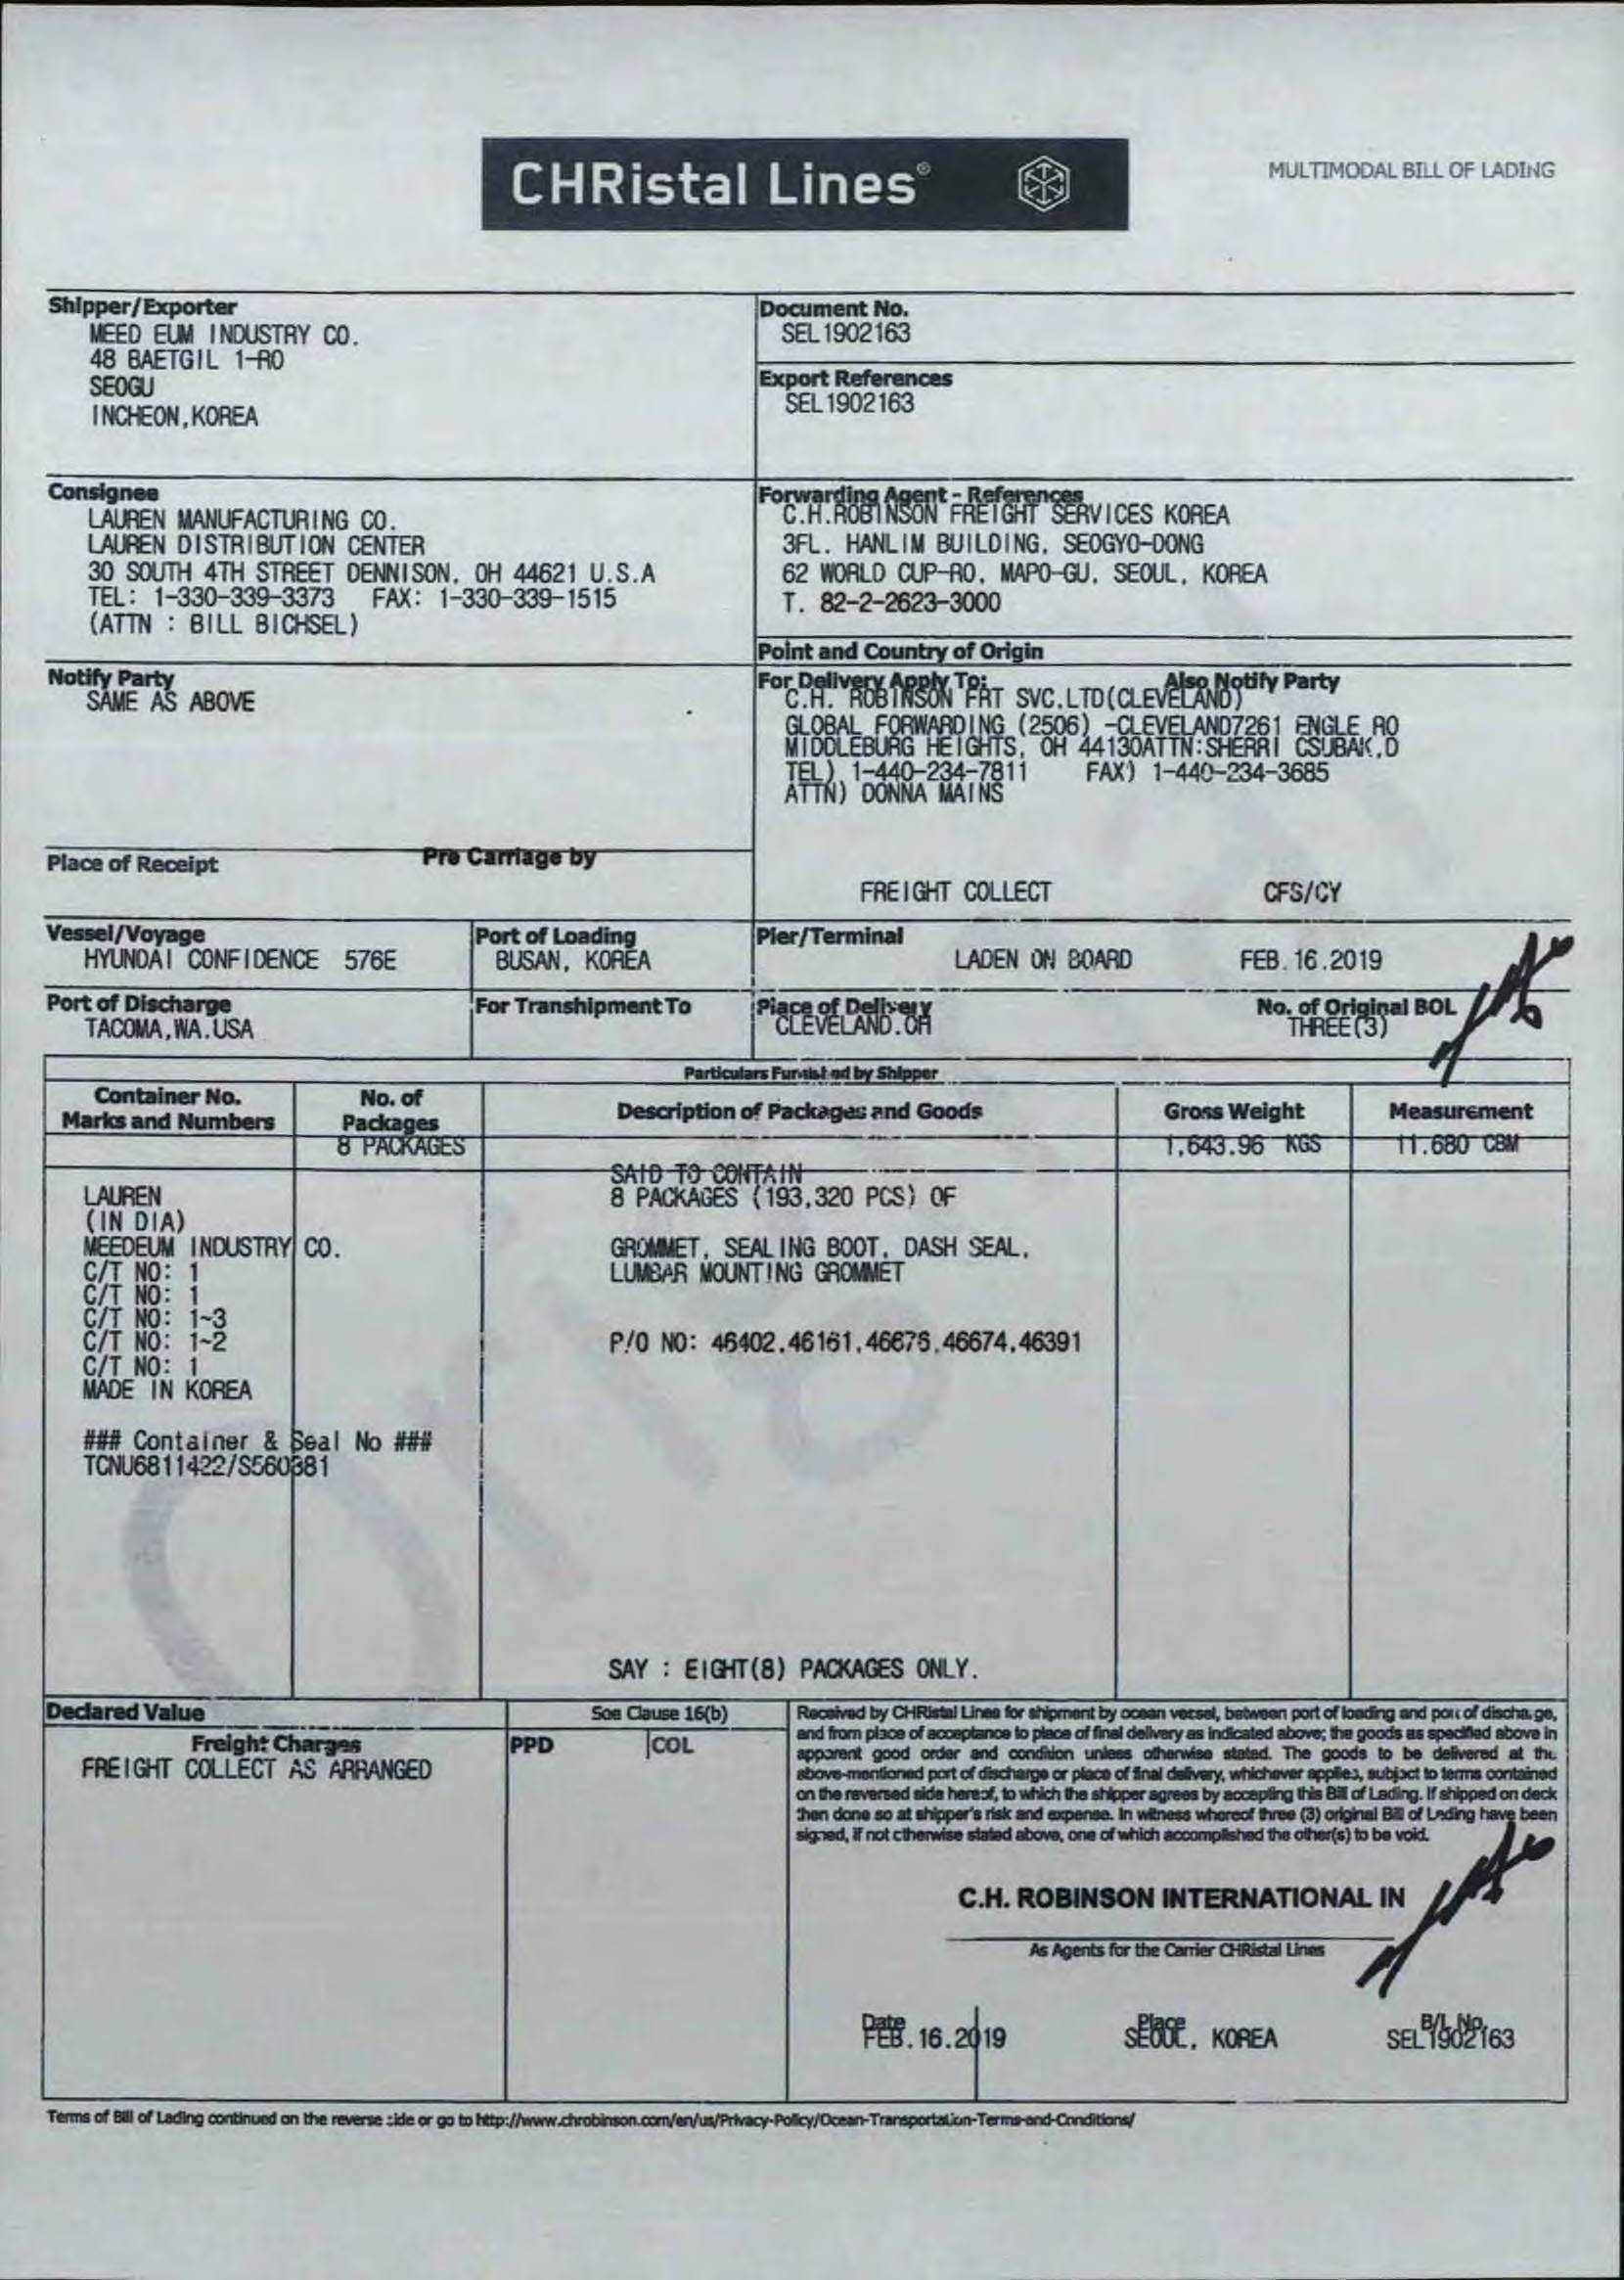 CHRistal Lines®
MULTIMODAL BILL OF LADING
Shipper/Exporter
MEED EUM INDUSTRY CO.
48 BAETGIL 1-RO
SEOGU
INCHEON,KOREA
Document No.
SEL1902163
Export References
SEL1902163
Consignee
LAUREN MANUFACTURING CO.
LAUREN DISTRIBUTION CENTER
30 SOUTH 4TH STREET DENNISON, OH 44621 U.S.A
TEL: 1-330-339-3373 FAX: 1-330-339-1515
(ATTN : BILL BICHSEL)
Forwarding Agent - References
C.H.ROBINSON FREIGHT SERVICES KOREA
3FL. HANLIM BUILDING, SEOGYO-DONG
62 WORLD CUP-RO, MAPO-GU, SEOUL, KOREA
T. 82-2-2623-3000
Point and Country of Origin
Notify Party
SAME AS ABOVE
For Delivery Apply To: Also Notify Party
C.H. ROBINSON FRT SVC.LTD(CLEVELAND)
GLOBAL FORWARDING (2506) -CLEVELAND7261 ENGLE RO
MIDDLEBURG HEIGHTS, OH 44130ATTN:SHERRI CSUBAK,D
TEL) 1-440-234-7811 FAX) 1-440-234-3685
ATTN) DONNA MAINS
Place of Receipt Pre Carriage by
FREIGHT COLLECT CFS/CY
Vessel/Voyage
HYUNDAI CONFIDENCE 576E
Port of Loading
BUSAN, KOREA
Pier/Terminal
LADEN ON BOARD FEB.16.2019
Port of Discharge
TACOMA,WA.USA
For Transhipment To
Place of Delivery
CLEVELAND.OH
No. of Original BOL
THREE(3)
Particulars Furnished by Shipper
Container No.
Marks and Numbers
No. of
Packages
Description of Packages and Goods
Gross Weight
Measurement
8 PACKAGES
1,643.96 KGS
11.680 CBM
SAID TO CONTAIN
8 PACKAGES (193,320 PCS) OF
GROMMET, SEALING BOOT, DASH SEAL,
LUMBAR MOUNTING GROMMET
P/O NO: 46402,46161,46676,46674,46391
LAUREN
(IN DIA)
MEEDEUM INDUSTRY CO.
C/T NO: 1
C/T NO: 1
C/T NO: 1~3
C/T NO: 1~2
C/T NO: 1
MADE IN KOREA
### Container & Seal No ###
TCNU6811422/S560381
SAY : EIGHT(8) PACKAGES ONLY.
Declared Value
See Clause 16(b)
Freight Charges
PPD
COL
FREIGHT COLLECT AS ARRANGED
Received by CHRistal Lines for shipment by ocean vessel, between port of loading and port of discharge,
and from place of acceptance to place of final delivery as indicated above; the goods as specified above in
apparent good order and condition unless otherwise stated. The goods to be delivered at the
above-mentioned port of discharge or place of final delivery, whichever applies, subject to terms contained
on the reversed side hereof, to which the shipper agrees by accepting this Bill of Lading. If shipped on deck
then done so at shipper's risk and expense. In witness whereof three (3) original Bill of Lading have been
signed, if not otherwise stated above, one of which accomplished the other(s) to be void.
C.H. ROBINSON INTERNATIONAL IN
As Agents for the Carrier CHRistal Lines
Date
FEB.16.2019
Place
SEOUL, KOREA
B/L No.
SEL1902163
Terms of Bill of Lading continued on the reverse side or go to http://www.chrobinson.com/en/us/Privacy-Policy/Ocean-Transportation-Terms-and-Conditions/